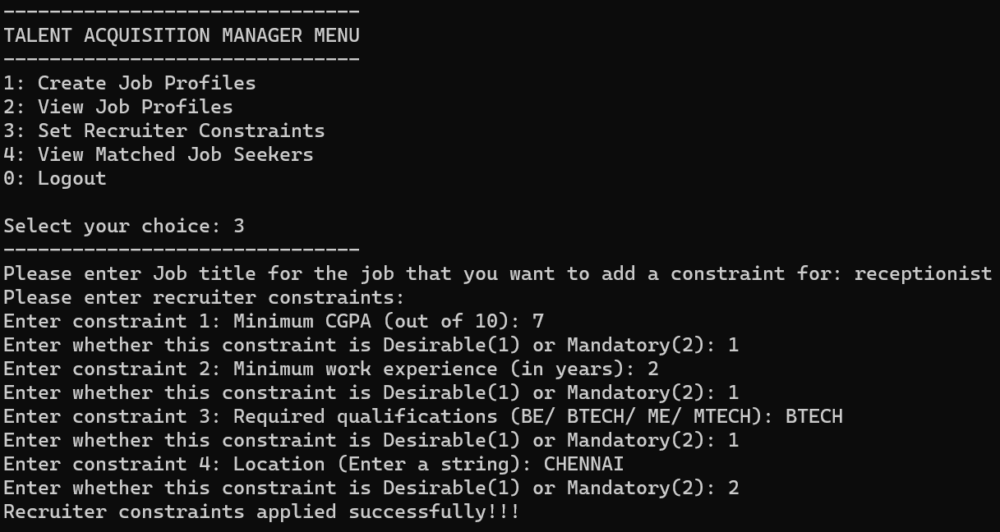 -------------------------------
TALENT ACQUISITION MANAGER MENU
-------------------------------
1: Create Job Profiles
2: View Job Profiles
3: Set Recruiter Constraints
4: View Matched Job Seekers
0: Logout

Select your choice: 3
-------------------------------
Please enter Job title for the job that you want to add a constraint for: receptionist
Please enter recruiter constraints:
Enter constraint 1: Minimum CGPA (out of 10): 7
Enter whether this constraint is Desirable(1) or Mandatory(2): 1
Enter constraint 2: Minimum work experience (in years): 2
Enter whether this constraint is Desirable(1) or Mandatory(2): 1
Enter constraint 3: Required qualifications (BE/ BTECH/ ME/ MTECH): BTECH
Enter whether this constraint is Desirable(1) or Mandatory(2): 1
Enter constraint 4: Location (Enter a string): CHENNAI
Enter whether this constraint is Desirable(1) or Mandatory(2): 2
Recruiter constraints applied successfully!!!